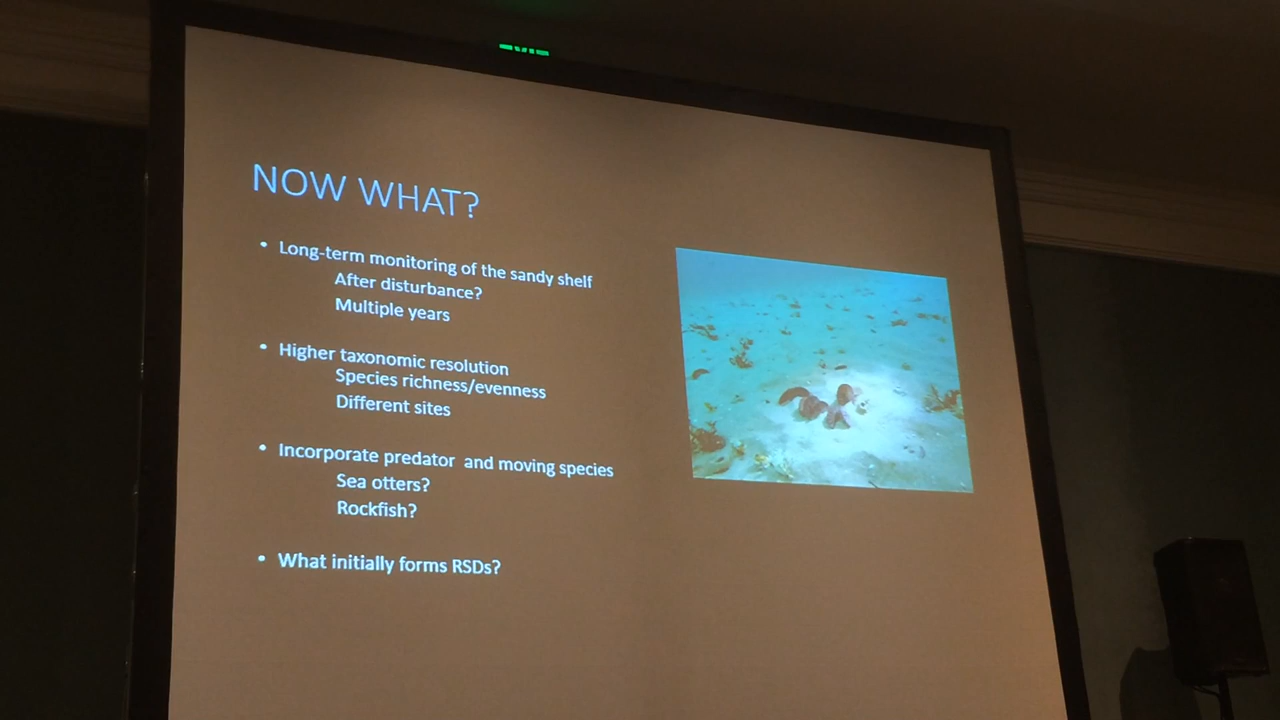 NOW WHAT?
• Long-term monitoring of the sandy shelf
After disturbance?
Multiple years
• Higher taxonomic resolution
Species richness/evenness
Different sites
• Incorporate predator and moving species
Sea otters?
Rockfish?
• What initially forms RSDs?